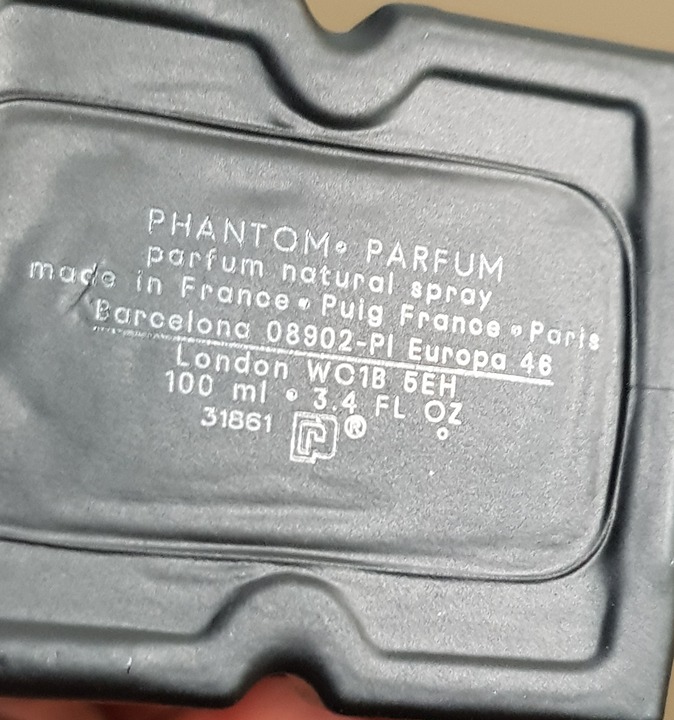 PHANTOM® PARFUM
parfum natural spray
made in France • Puig France • Paris
Barcelona 08902-PI Europa 46
London WC1B 5EH
100 ml • 3.4 FL OZ
31861 ®